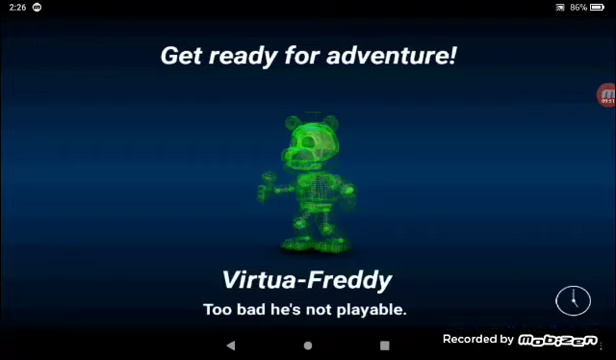 2:26
86%
Get ready for adventure!
Virtua-Freddy
Too bad he's not playable.
Recorded by mobizen